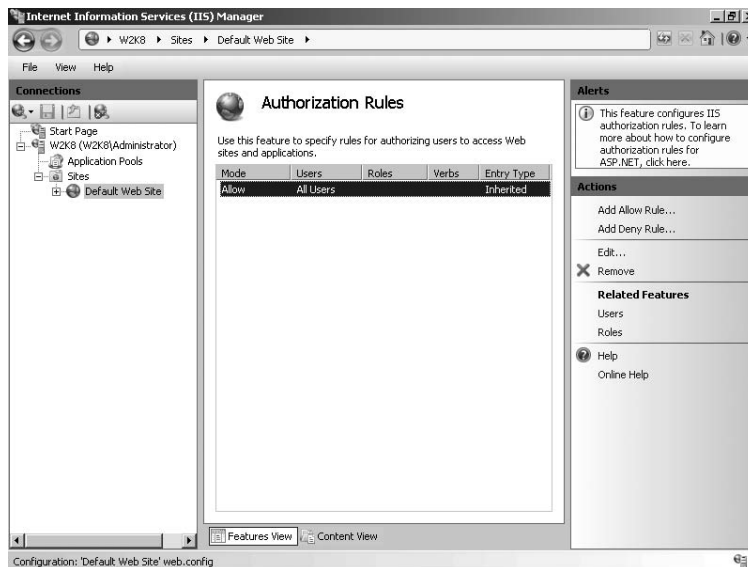 Internet Information Services (IIS) Manager
W2K8 Sites Default Web Site
File View Help
Connections
Start Page
W2K8 (W2K8\Administrator)
Application Pools
Sites
Default Web Site
Authorization Rules
Use this feature to specify rules for authorizing users to access Web
sites and applications.
Mode Users Roles Verbs Entry Type
Allow All Users Inherited
Features View Content View
Alerts
This feature configures IIS
authorization rules. To learn
more about how to configure
authorization rules for
ASP.NET, click here.
Actions
Add Allow Rule...
Add Deny Rule...
Edit...
Remove
Related Features
Users
Roles
Help
Online Help
Configuration: 'Default Web Site' web.config